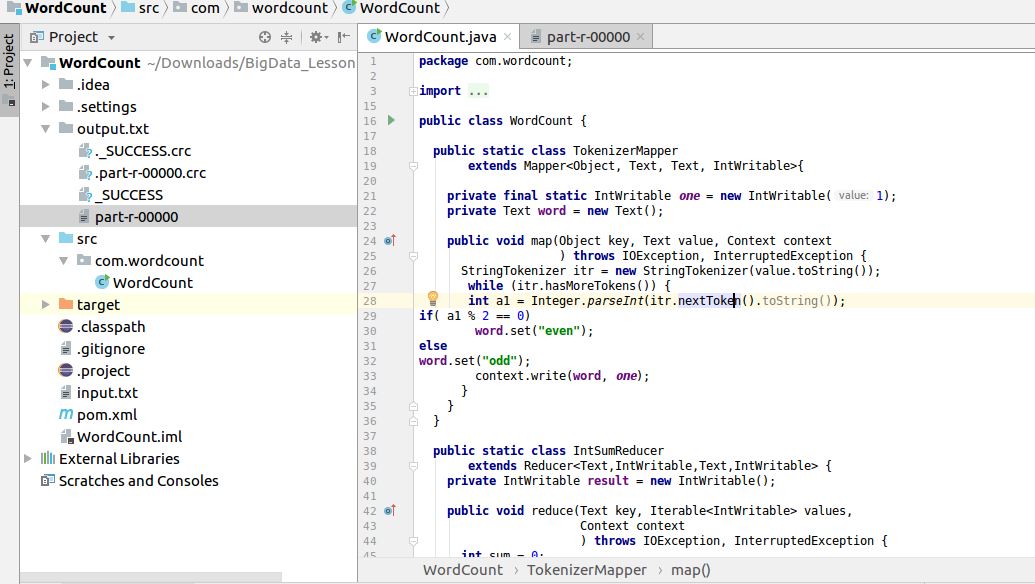 WordCount src com wordcount WordCount
1: Project
Project
WordCount ~/Downloads/BigData_Lesson
.idea
.settings
output.txt
._SUCCESS.crc
.part-r-00000.crc
_SUCCESS
part-r-00000
src
com.wordcount
WordCount
target
.classpath
.gitignore
.project
input.txt
pom.xml
WordCount.iml
External Libraries
Scratches and Consoles
WordCount.java part-r-00000
1 package com.wordcount;
2
3 import ...
15
16 public class WordCount {
17
18 public static class TokenizerMapper
19 extends Mapper<Object, Text, Text, IntWritable>{
20
21 private final static IntWritable one = new IntWritable( value: 1);
22 private Text word = new Text();
23
24 public void map(Object key, Text value, Context context
25 ) throws IOException, InterruptedException {
26 StringTokenizer itr = new StringTokenizer(value.toString());
27 while (itr.hasMoreTokens()) {
28 int a1 = Integer.parseInt(itr.nextToken().toString());
29 if( a1 % 2 == 0)
30 word.set("even");
31 else
32 word.set("odd");
33 context.write(word, one);
34 }
35 }
36 }
37
38 public static class IntSumReducer
39 extends Reducer<Text,IntWritable,Text,IntWritable> {
40 private IntWritable result = new IntWritable();
41
42 public void reduce(Text key, Iterable<IntWritable> values,
43 Context context
44 ) throws IOException, InterruptedException {
45 int sum = 0;
WordCount › TokenizerMapper › map()